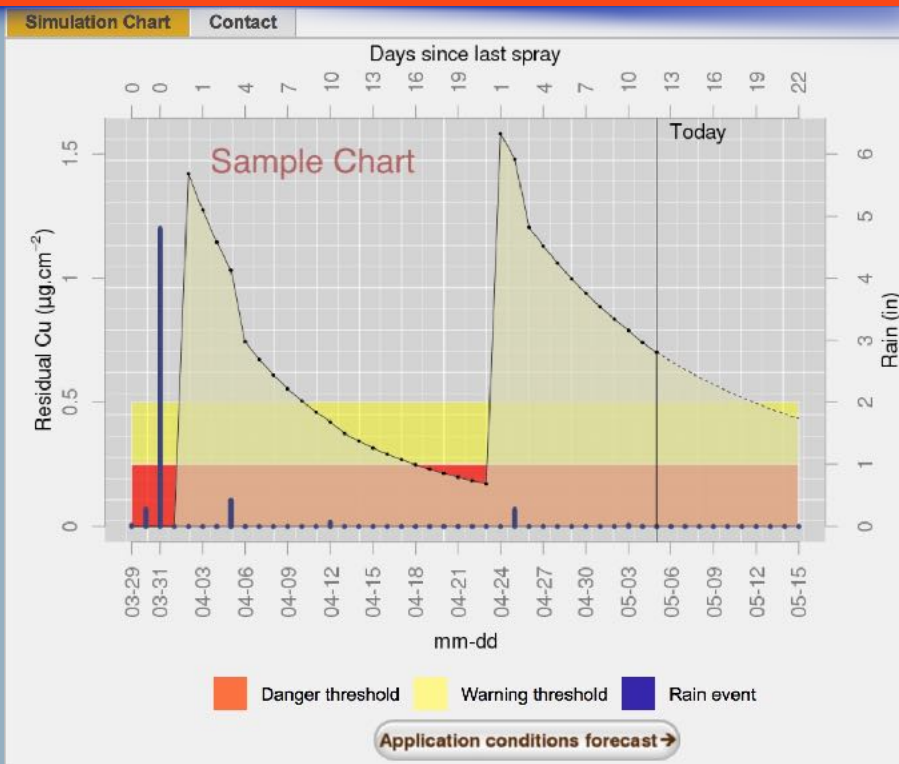 Simulation Chart Contact
Days since last spray
0 0 1 4 7 10 13 16 19 1 4 7 10 13 16 19 22
Today
Sample Chart
Residual Cu (µg.cm⁻²)
1.5
1
0.5
0
6
5
4
3
2
1
0
Rain (in)
03-29 03-31 04-03 04-06 04-09 04-12 04-15 04-18 04-21 04-24 04-27 04-30 05-03 05-06 05-09 05-12 05-15
mm-dd
Danger threshold Warning threshold Rain event
Application conditions forecast→